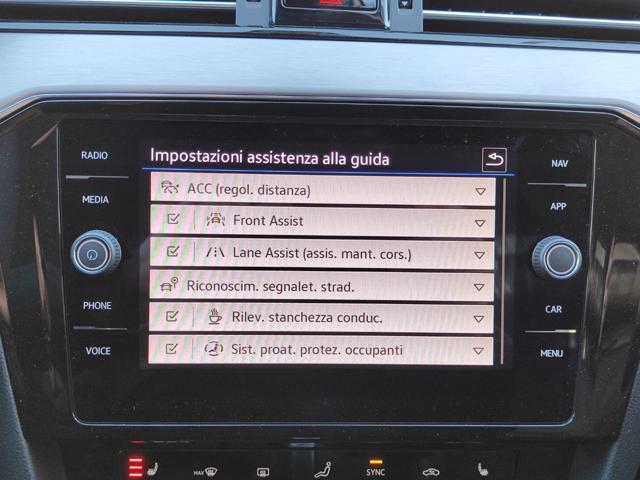 RADIO
MEDIA
PHONE
VOICE
Impostazioni assistenza alla guida
ACC (regol. distanza)
Front Assist
Lane Assist (assis. mant. cors.)
Riconoscim. segnalet. strad.
Rilev. stanchezza conduc.
Sist. proat. protez. occupanti
NAV
APP
CAR
MENU
MAX
SYNC